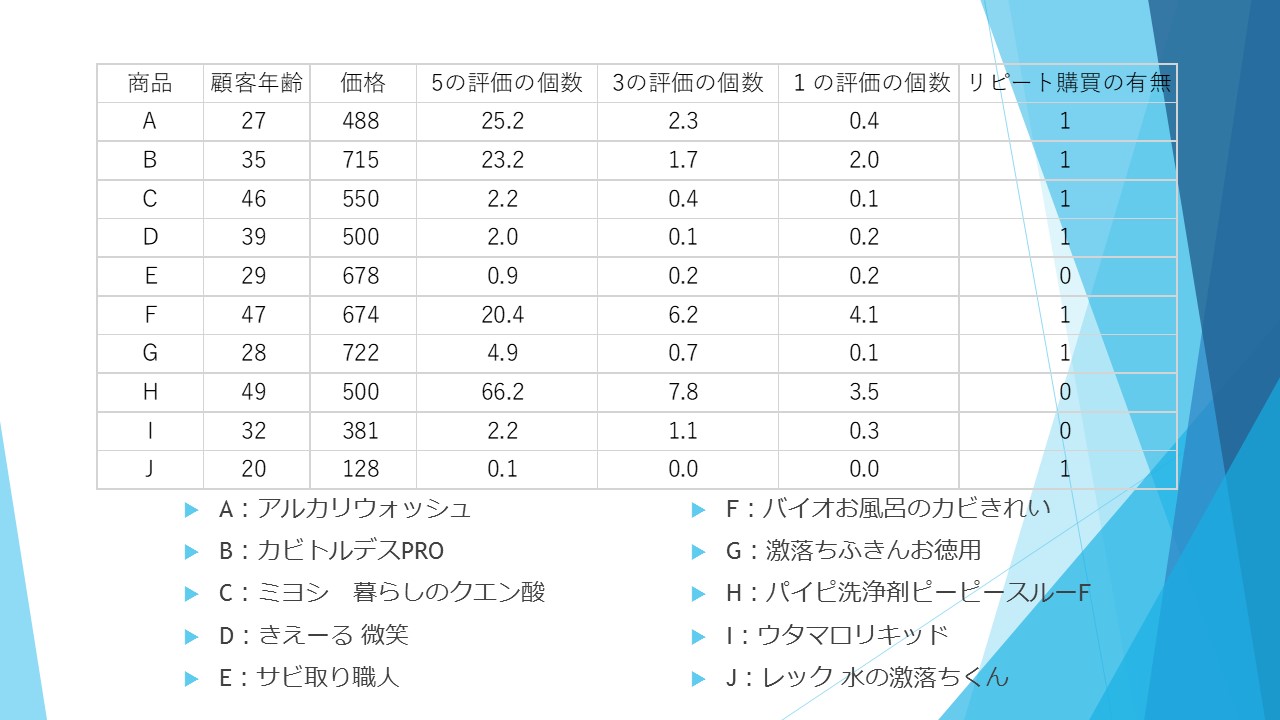 商品 顧客年齢 価格 5の評価の個数 3の評価の個数 1の評価の個数 リピート購買の有無
A 27 488 25.2 2.3 0.4 1
B 35 715 23.2 1.7 2.0 1
C 46 550 2.2 0.4 0.1 1
D 39 500 2.0 0.1 0.2 1
E 29 678 0.9 0.2 0.2 0
F 47 674 20.4 6.2 4.1 1
G 28 722 4.9 0.7 0.1 1
H 49 500 66.2 7.8 3.5 0
I 32 381 2.2 1.1 0.3 0
J 20 128 0.1 0.0 0.0 1
A：アルカリウォッシュ
B：カビトルデスPRO
C：ミヨシ　暮らしのクエン酸
D：きえーる 微笑
E：サビ取り職人
F：バイオお風呂のカビきれい
G：激落ちふきんお徳用
H：パイピ洗浄剤ピーピースルーF
I：ウタマロリキッド
J：レック 水の激落ちくん